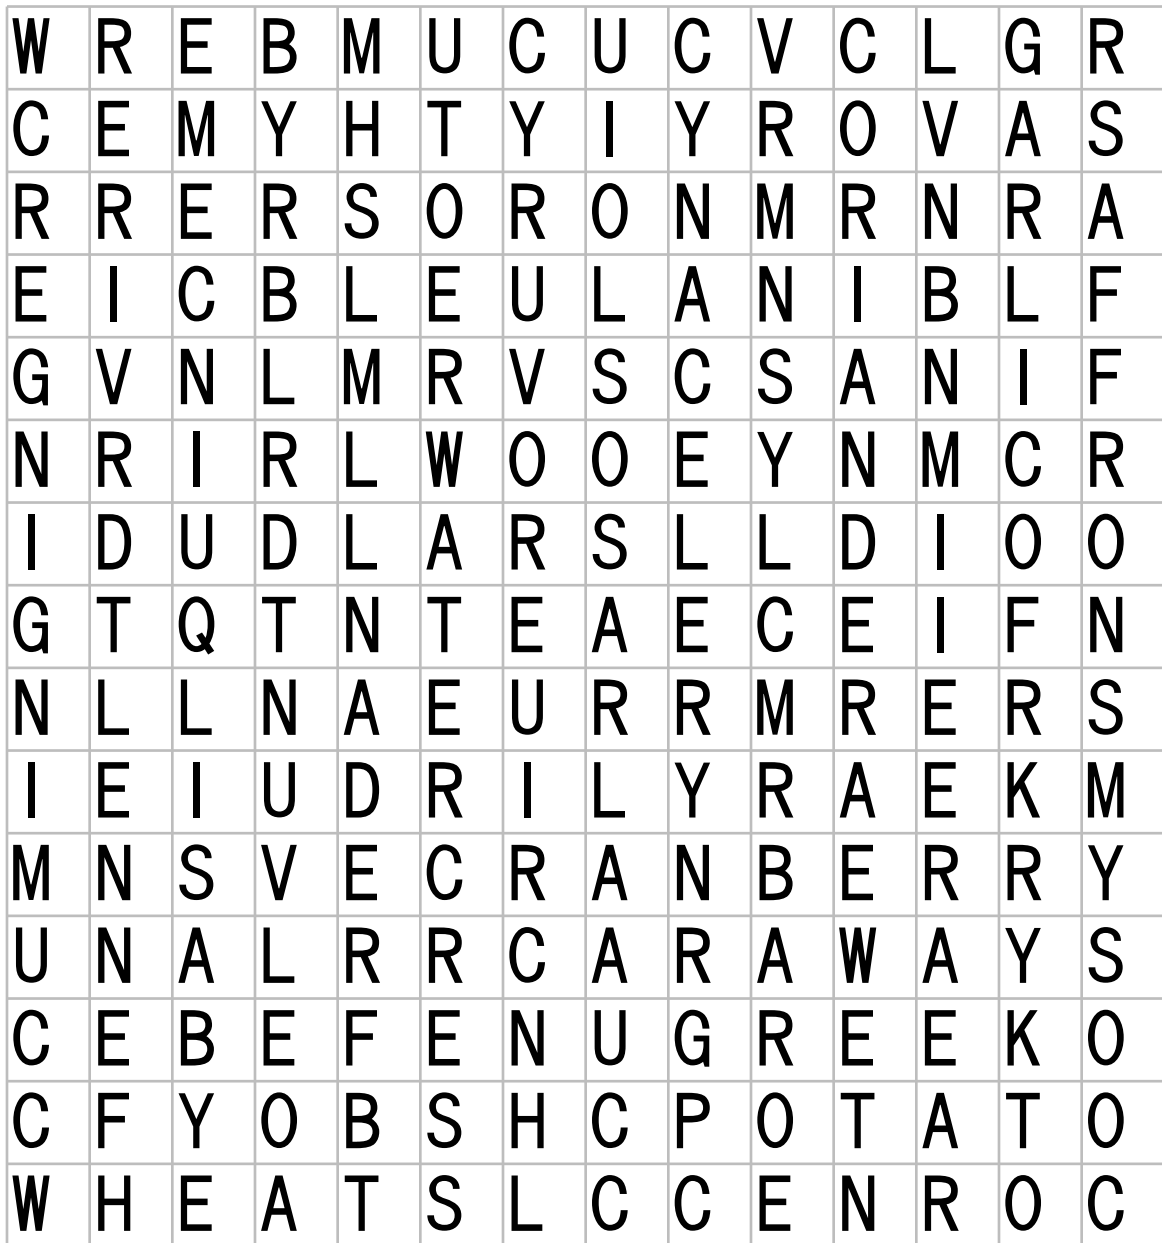 W R E B M U C U C V C L G R
C E M Y H T Y I Y R O V A S
R R E R S O R O N M R N R A
E I C B L E U L A N I B L F
G V N L M R V S C S A N I F
N R I R L W O O E Y N M C R
I D U D L A R S L L D I O O
G T Q T N T E A E C E I F N
N L L N A E U R R M R E R S
I E I U D R I L Y R A E K M
M N S V E C R A N B E R R Y
U N A L R R C A R A W A Y S
C E B E F E N U G R E E K O
C F Y O B S H C P O T A T O
W H E A T S L C C E N R O C